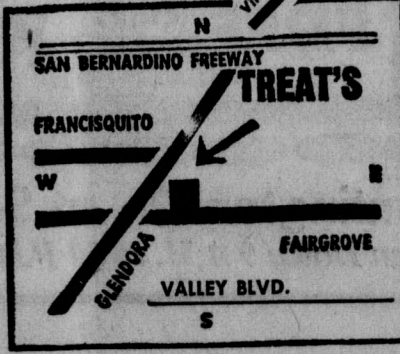 N
SAN BERNARDINO FREEWAY
TREAT'S
FRANCISQUITO
W
E
FAIRGROVE
GLENDORA
VALLEY BLVD.
S